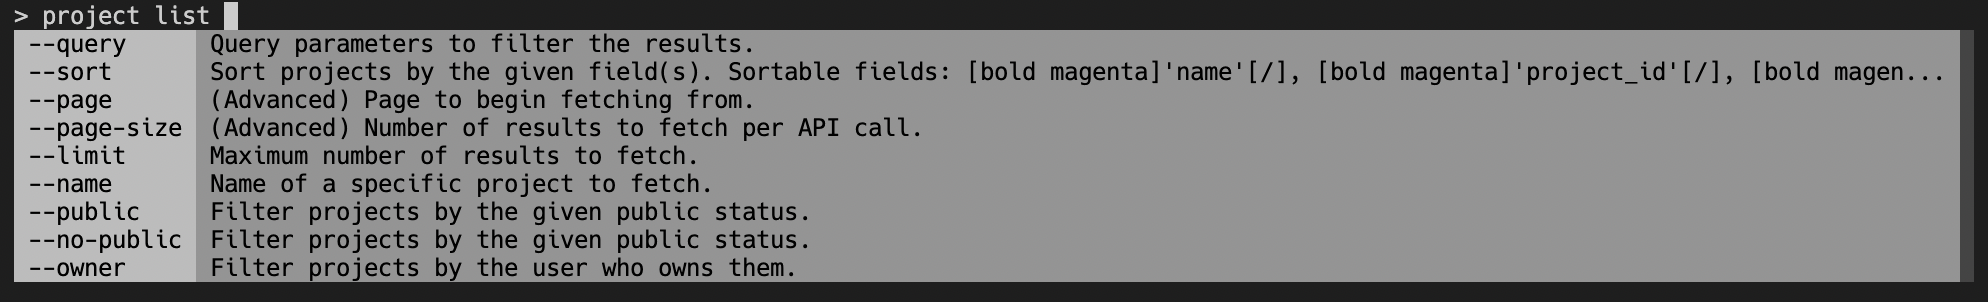 > project list
--query Query parameters to filter the results.
--sort Sort projects by the given field(s). Sortable fields: [bold magenta]'name'[/], [bold magenta]'project_id'[/], [bold magen...
--page (Advanced) Page to begin fetching from.
--page-size (Advanced) Number of results to fetch per API call.
--limit Maximum number of results to fetch.
--name Name of a specific project to fetch.
--public Filter projects by the given public status.
--no-public Filter projects by the given public status.
--owner Filter projects by the user who owns them.